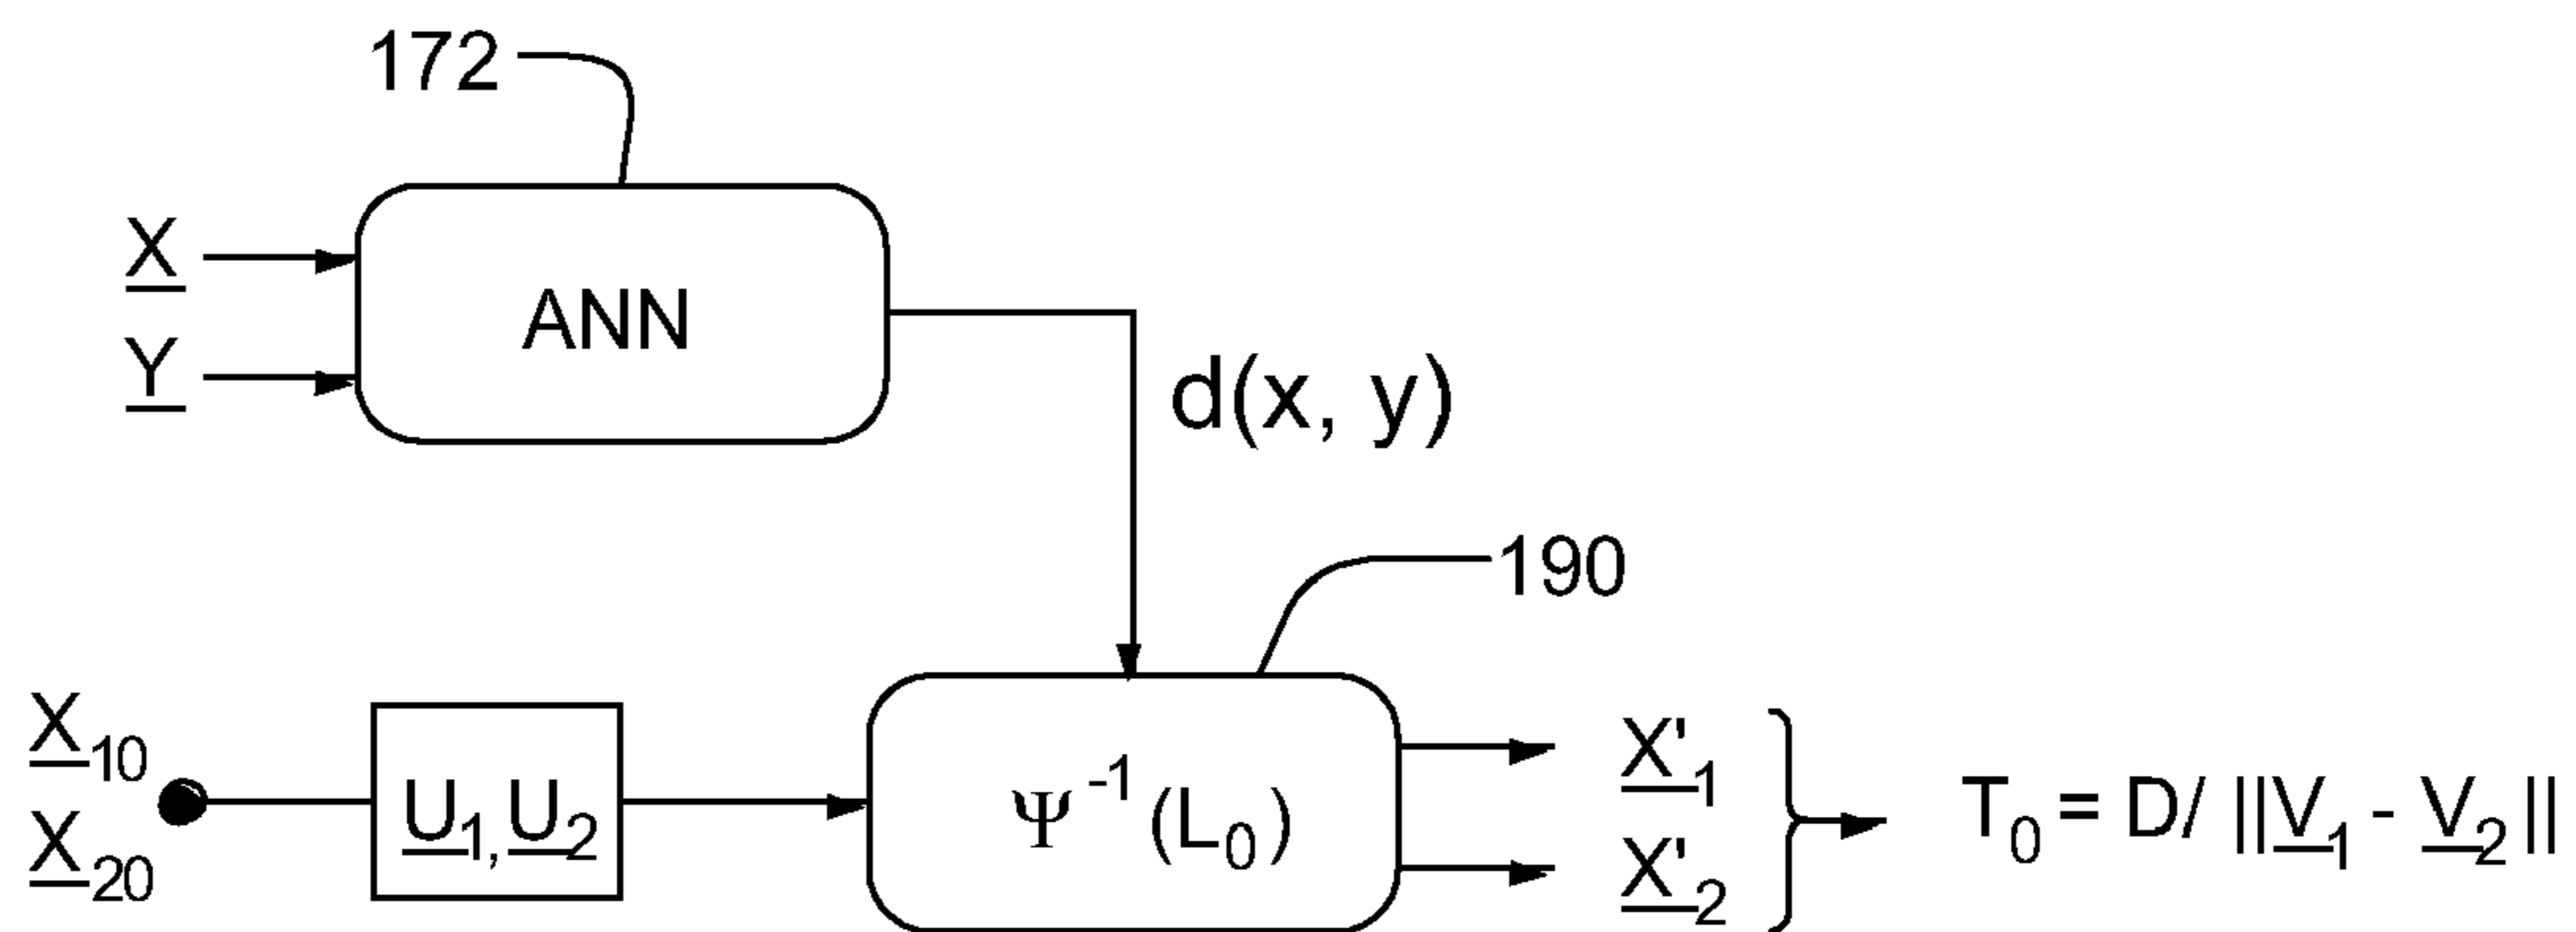 172
X
Y
ANN
d(x, y)
190
X10
X20
U1, U2
Ψ-1 (L0)
X'1
X'2
T0 = D/ ||V1 - V2||